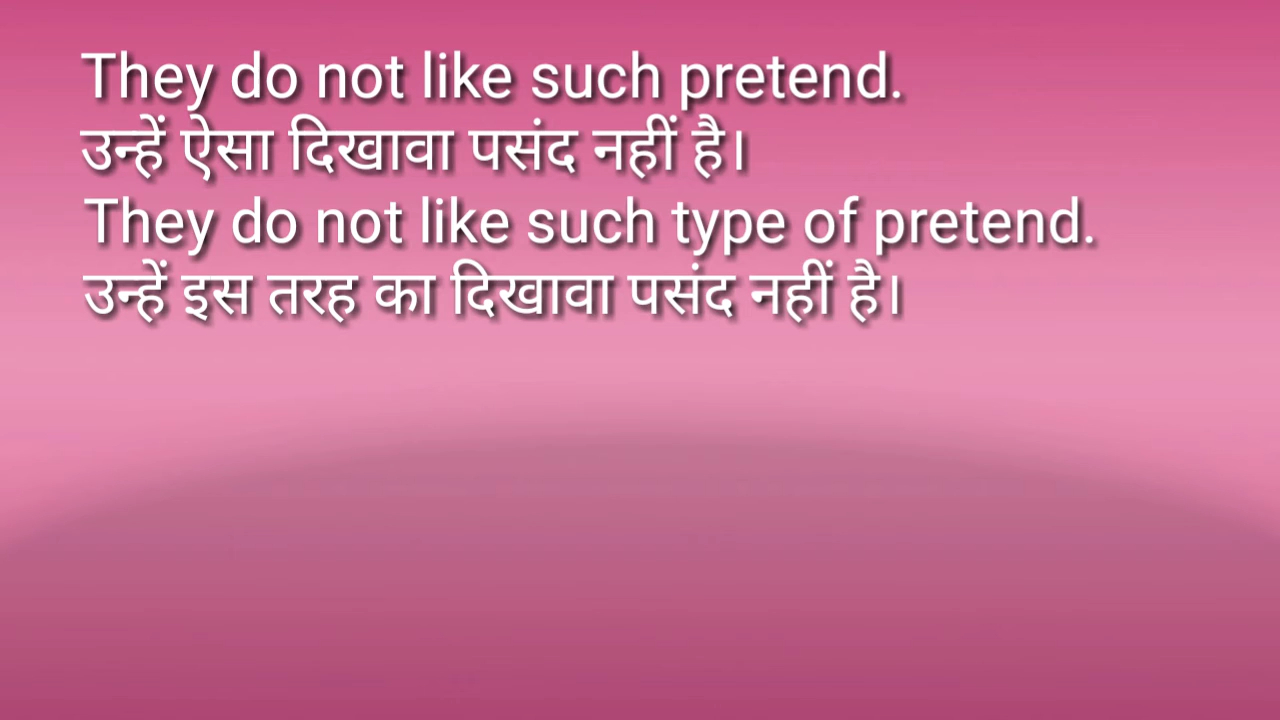 They do not like such pretend.
उन्हें ऐसा दिखावा पसंद नहीं है।
They do not like such type of pretend.
उन्हें इस तरह का दिखावा पसंद नहीं है।